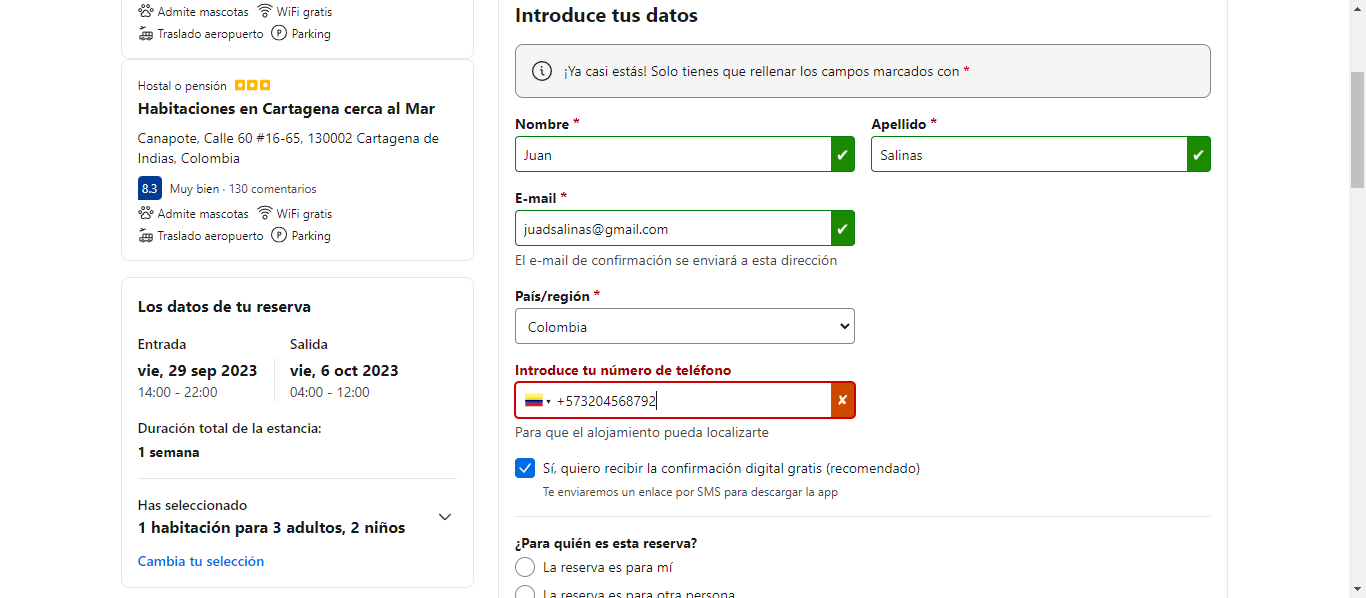 Admite mascotas WiFi gratis
Traslado aeropuerto Parking
Hostal o pensión
Habitaciones en Cartagena cerca al Mar
Canapote, Calle 60 #16-65, 130002 Cartagena de
Indias, Colombia
8.3 Muy bien · 130 comentarios
Admite mascotas WiFi gratis
Traslado aeropuerto Parking
Los datos de tu reserva
Entrada Salida
vie, 29 sep 2023 vie, 6 oct 2023
14:00 - 22:00 04:00 - 12:00
Duración total de la estancia:
1 semana
Has seleccionado
1 habitación para 3 adultos, 2 niños
Cambia tu selección
Introduce tus datos
¡Ya casi estás! Solo tienes que rellenar los campos marcados con *
Nombre * Apellido *
Juan Salinas
E-mail *
juadsalinas@gmail.com
El e-mail de confirmación se enviará a esta dirección
País/región *
Colombia
Introduce tu número de teléfono
+573204568792
Para que el alojamiento pueda localizarte
Sí, quiero recibir la confirmación digital gratis (recomendado)
Te enviaremos un enlace por SMS para descargar la app
¿Para quién es esta reserva?
La reserva es para mí
La reserva es para otra persona